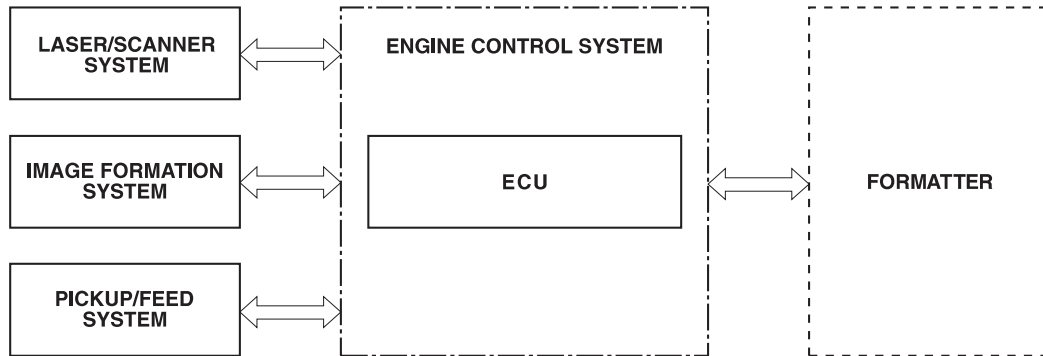 LASER/SCANNER
SYSTEM
ENGINE CONTROL SYSTEM
IMAGE FORMATION
SYSTEM
ECU
FORMATTER
PICKUP/FEED
SYSTEM